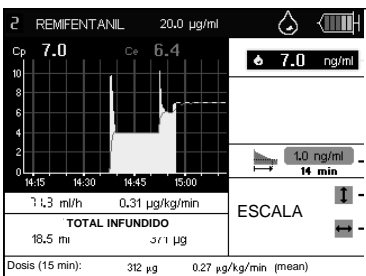 2 REMIFENTANIL 20.0 µg/ml
Cp 7.0 Ce 6.4
7.0 ng/ml
10
8
6
4
2
0
14:15 14:30 14:45 15:00
1.0 ng/ml
14 min
ml/h 0.31 µg/kg/min
ESCALA
TOTAL INFUNDIDO
18.5 ml µg
Dosis (15 min): 312 µg 0.27 µg/kg/min (mean)